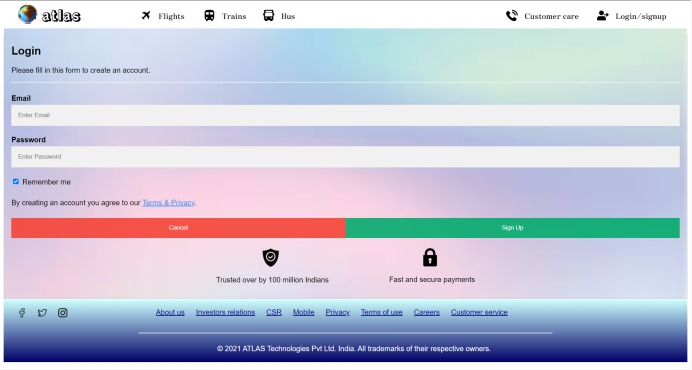 atlas Flights Trains Bus Customer care Login/signup
Login
Please fill in this form to create an account.
Email
Enter Email
Password
Enter Password
Remember me
By creating an account you agree to our Terms & Privacy.
Cancel Sign Up
Trusted over by 100 million Indians Fast and secure payments
About us Investors relations CSR Mobile Privacy Terms of use Careers Customer service
© 2021 ATLAS Technologies Pvt Ltd. India. All trademarks of their respective owners.